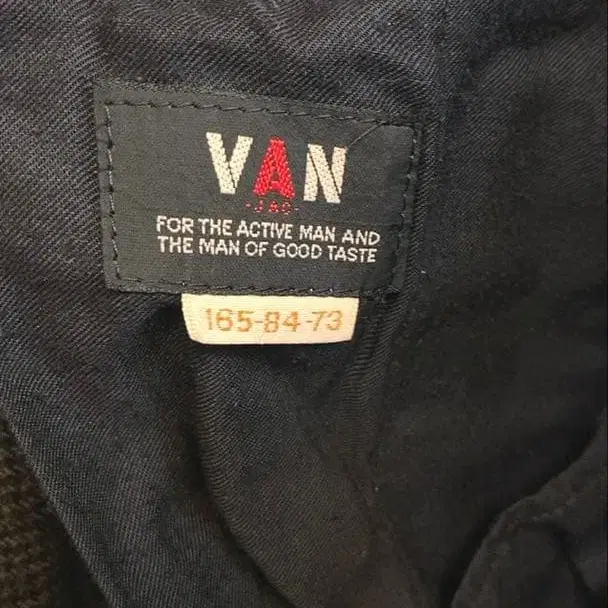 VAN
-JAC-
FOR THE ACTIVE MAN AND
THE MAN OF GOOD TASTE
165-84-73